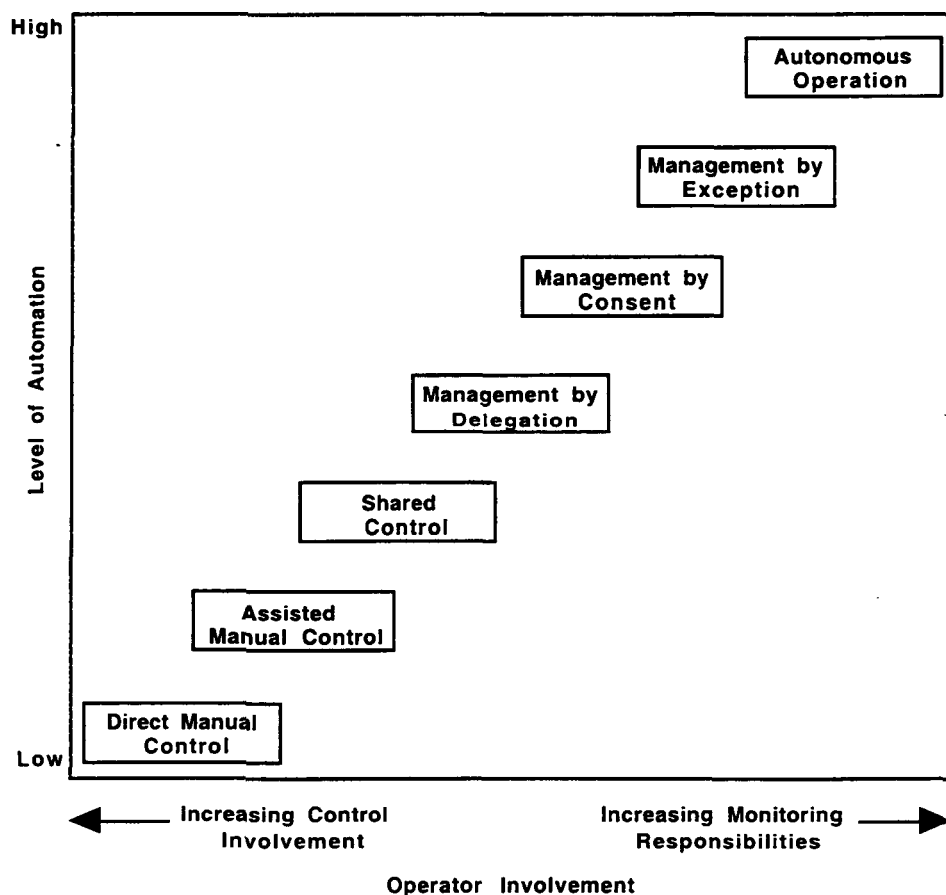 High
Autonomous
Operation
Management by
Exception
Management by
Consent
Level of Automation
Management by
Delegation
Shared
Control
Assisted
Manual Control
Direct Manual
Control
Low
Increasing Control
Involvement
Increasing Monitoring
Responsibilities
Operator Involvement